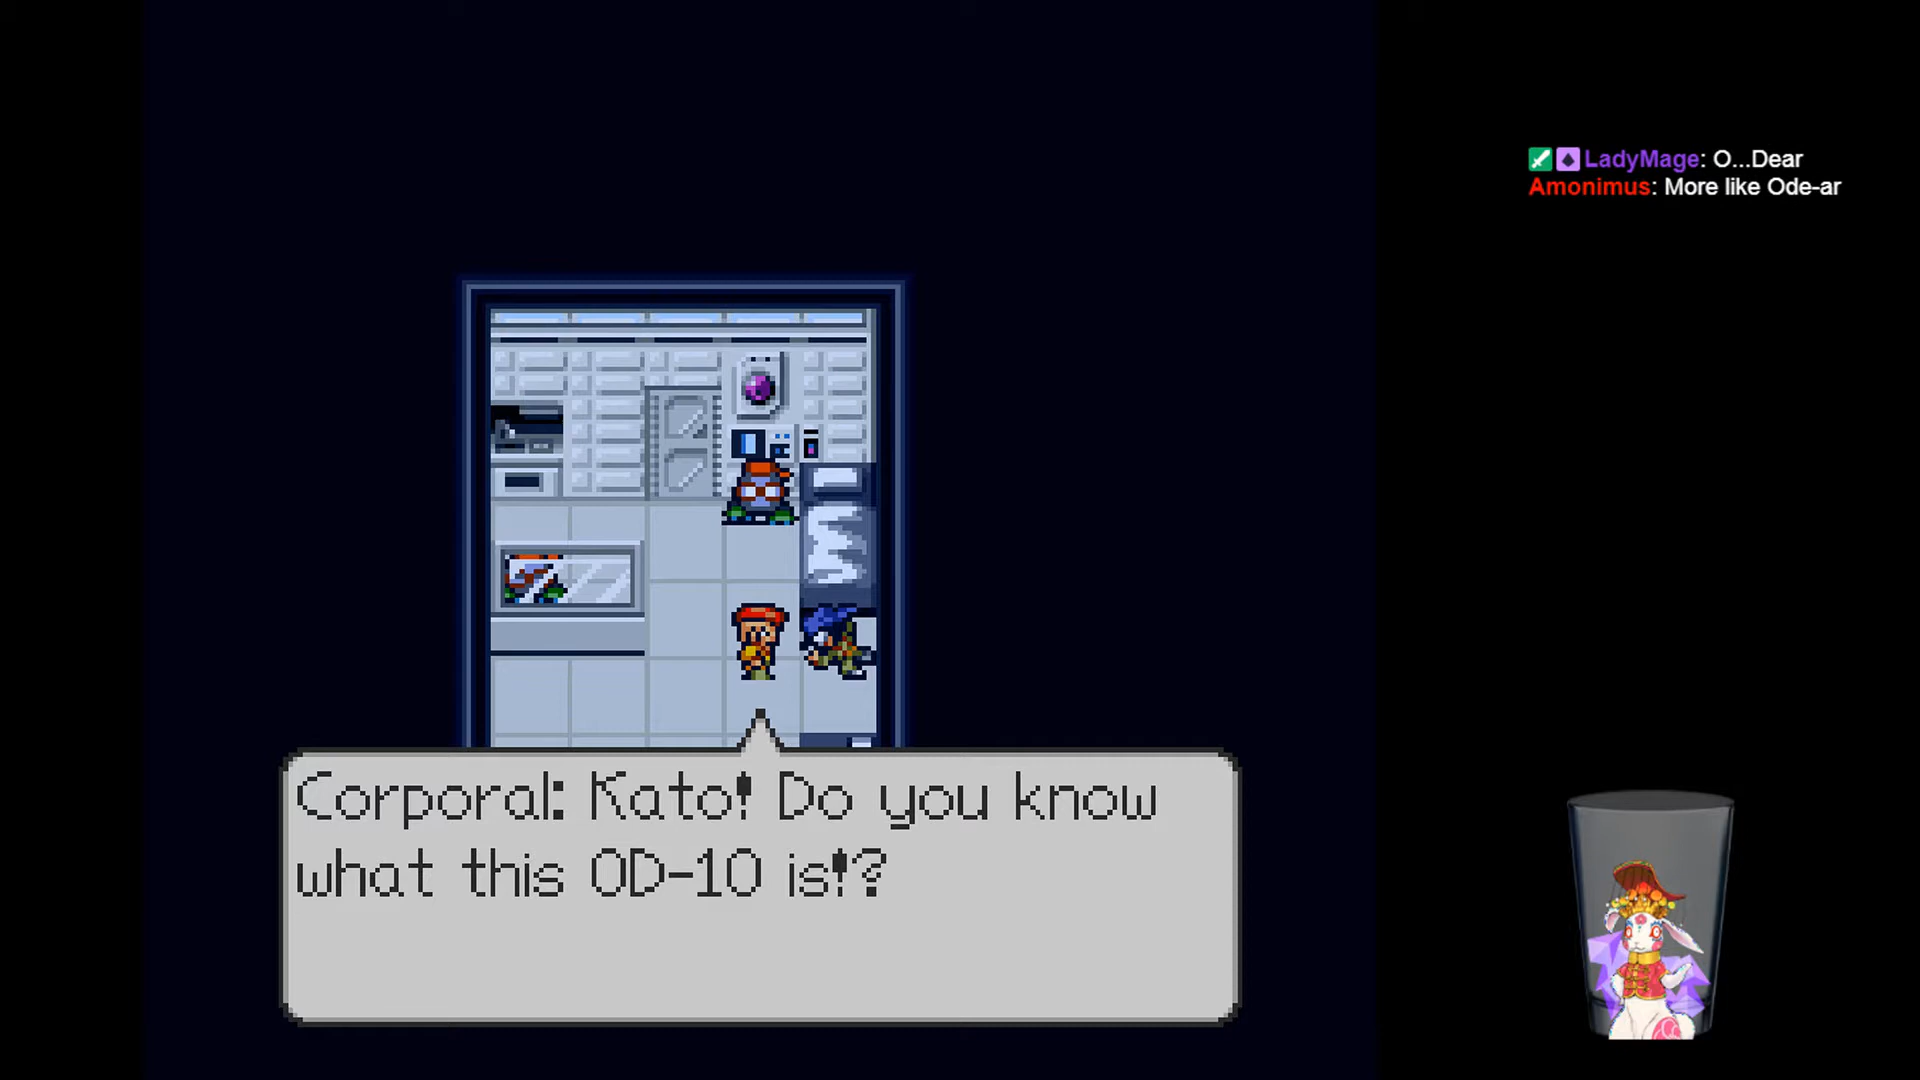 LadyMage: O...Dear
Amonimus: More like Ode-ar
Corporal: Kato! Do you know
what this OD-10 is!?